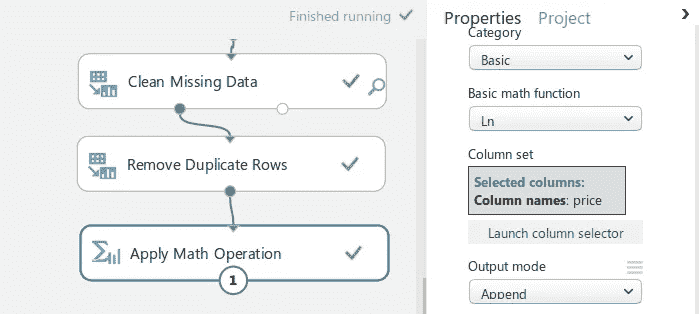 Finished running
Clean Missing Data
Remove Duplicate Rows
Apply Math Operation
1
Properties Project
Category
Basic
Basic math function
Ln
Column set
Selected columns:
Column names: price
Launch column selector
Output mode
Append